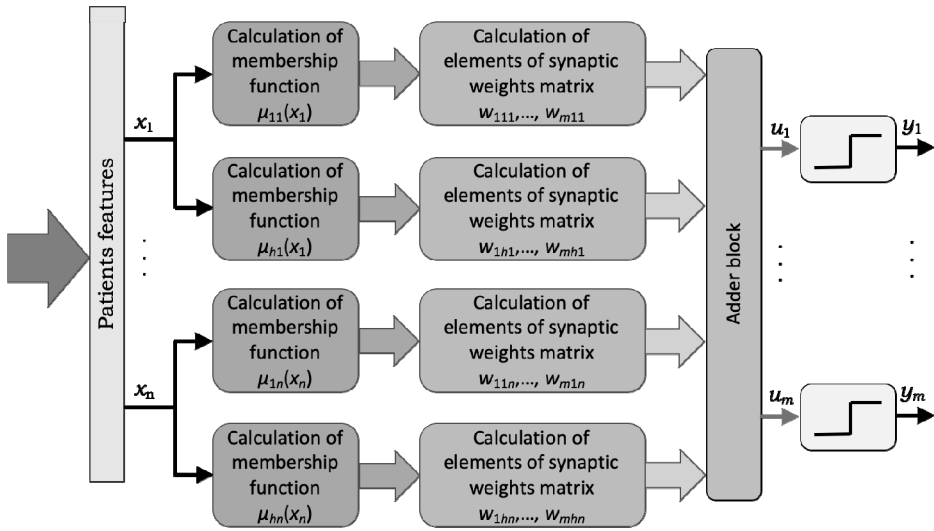 Patients features
x₁
Calculation of
membership
function
μ₁₁(x₁)
Calculation of
elements of synaptic
weights matrix
w₁₁₁,..., wₘ₁₁
Calculation of
membership
function
μₕ₁(x₁)
Calculation of
elements of synaptic
weights matrix
w₁ₕ₁,..., wₘₕ₁
. . .
xₙ
Calculation of
membership
function
μ₁ₙ(xₙ)
Calculation of
elements of synaptic
weights matrix
w₁₁ₙ,..., wₘ₁ₙ
Calculation of
membership
function
μₕₙ(xₙ)
Calculation of
elements of synaptic
weights matrix
w₁ₕₙ,..., wₘₕₙ
Adder block
u₁
y₁
. . .
. . .
uₘ
yₘ